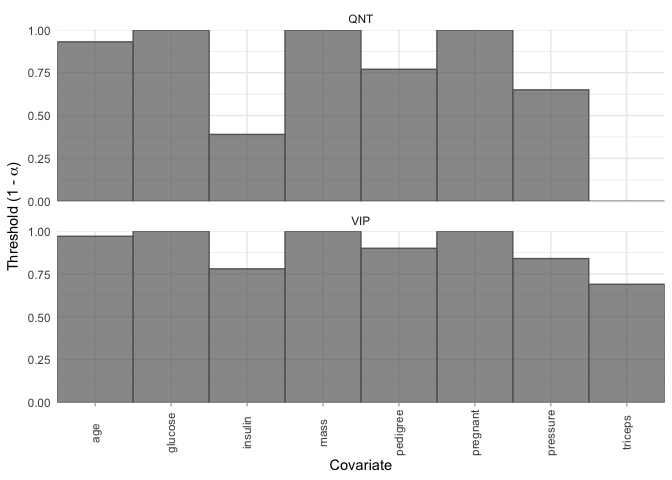 QNT
1.00
0.75
0.50
0.25
0.00
VIP
1.00
0.75
0.50
0.25
0.00
Threshold (1 - α)
age
glucose
insulin
mass
pedigree
pregnant
pressure
triceps
Covariate